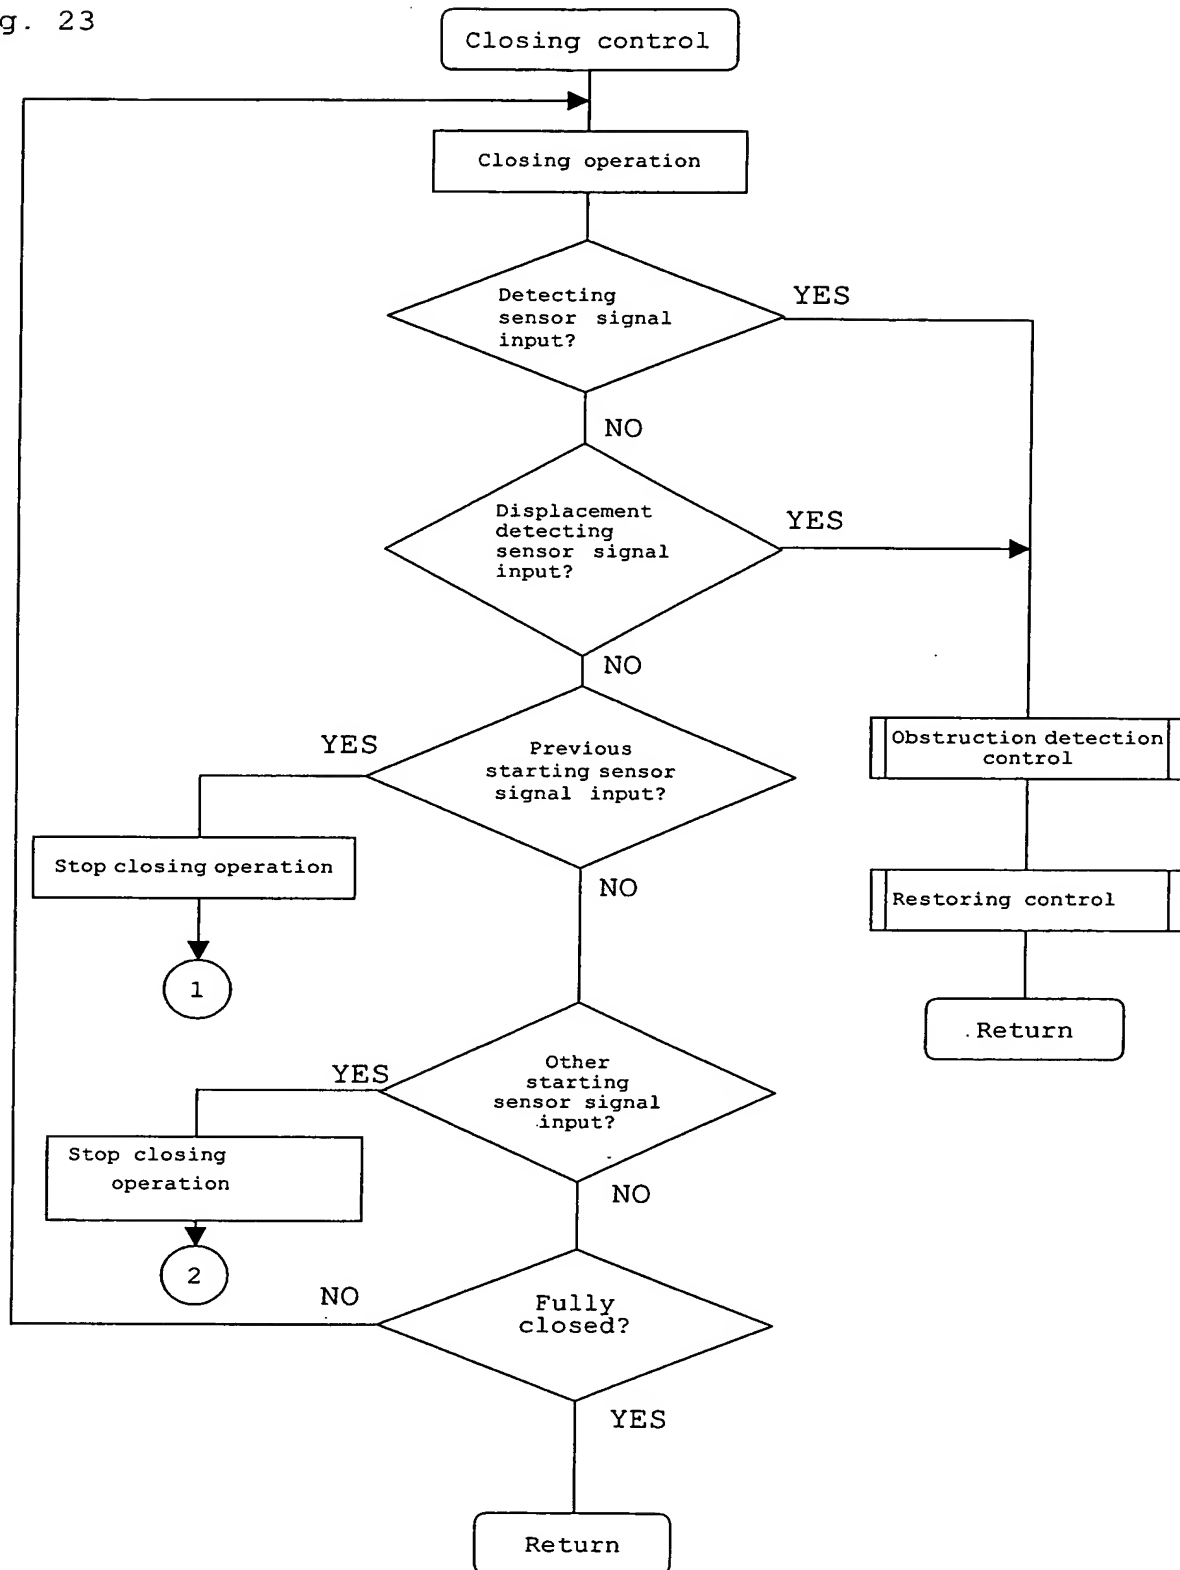 g. 23
Closing control
Closing operation
Detecting
sensor signal
input?
YES
NO
Displacement
detecting
sensor signal
input?
YES
NO
Previous
starting sensor
signal input?
YES
NO
Stop closing operation
1
Obstruction detection
control
Restoring control
Return
Other
starting
sensor signal
input?
YES
NO
Stop closing
operation
2
Fully
closed?
NO
YES
Return